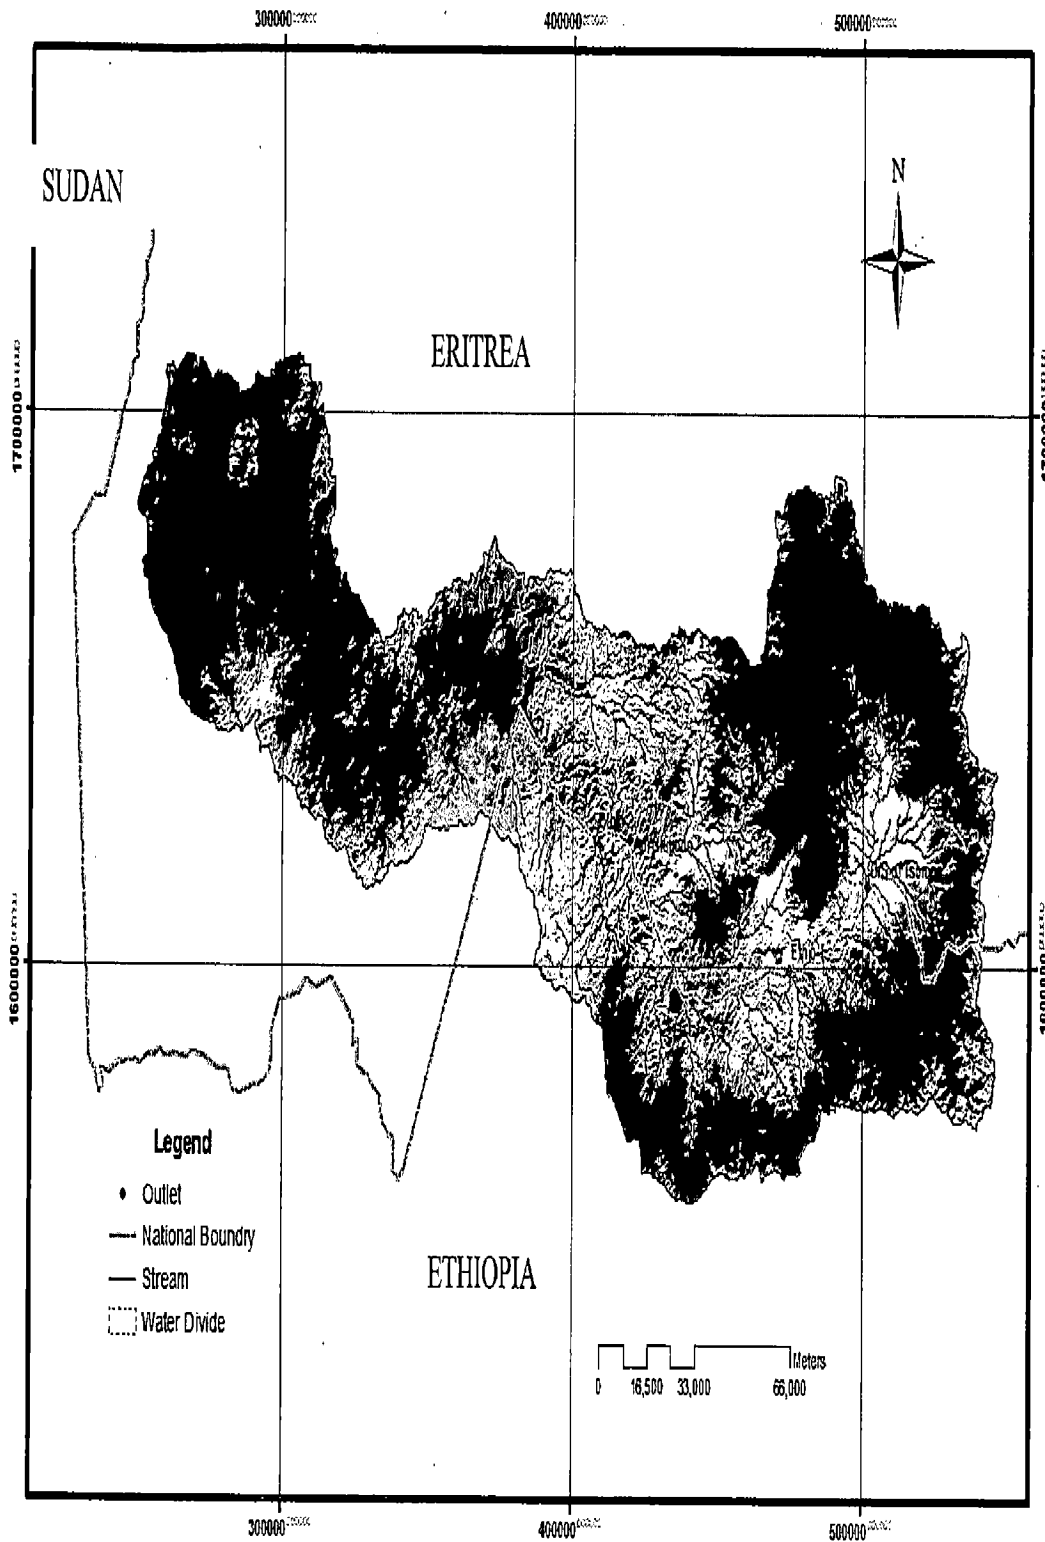 300000 400000 500000
SUDAN
N
ERITREA
1700000
1600000
Legend
Outlet
National Boundry
Stream
Water Divide
ETHIOPIA
Meters
0 16,500 33,000 66,000
300000 400000 500000